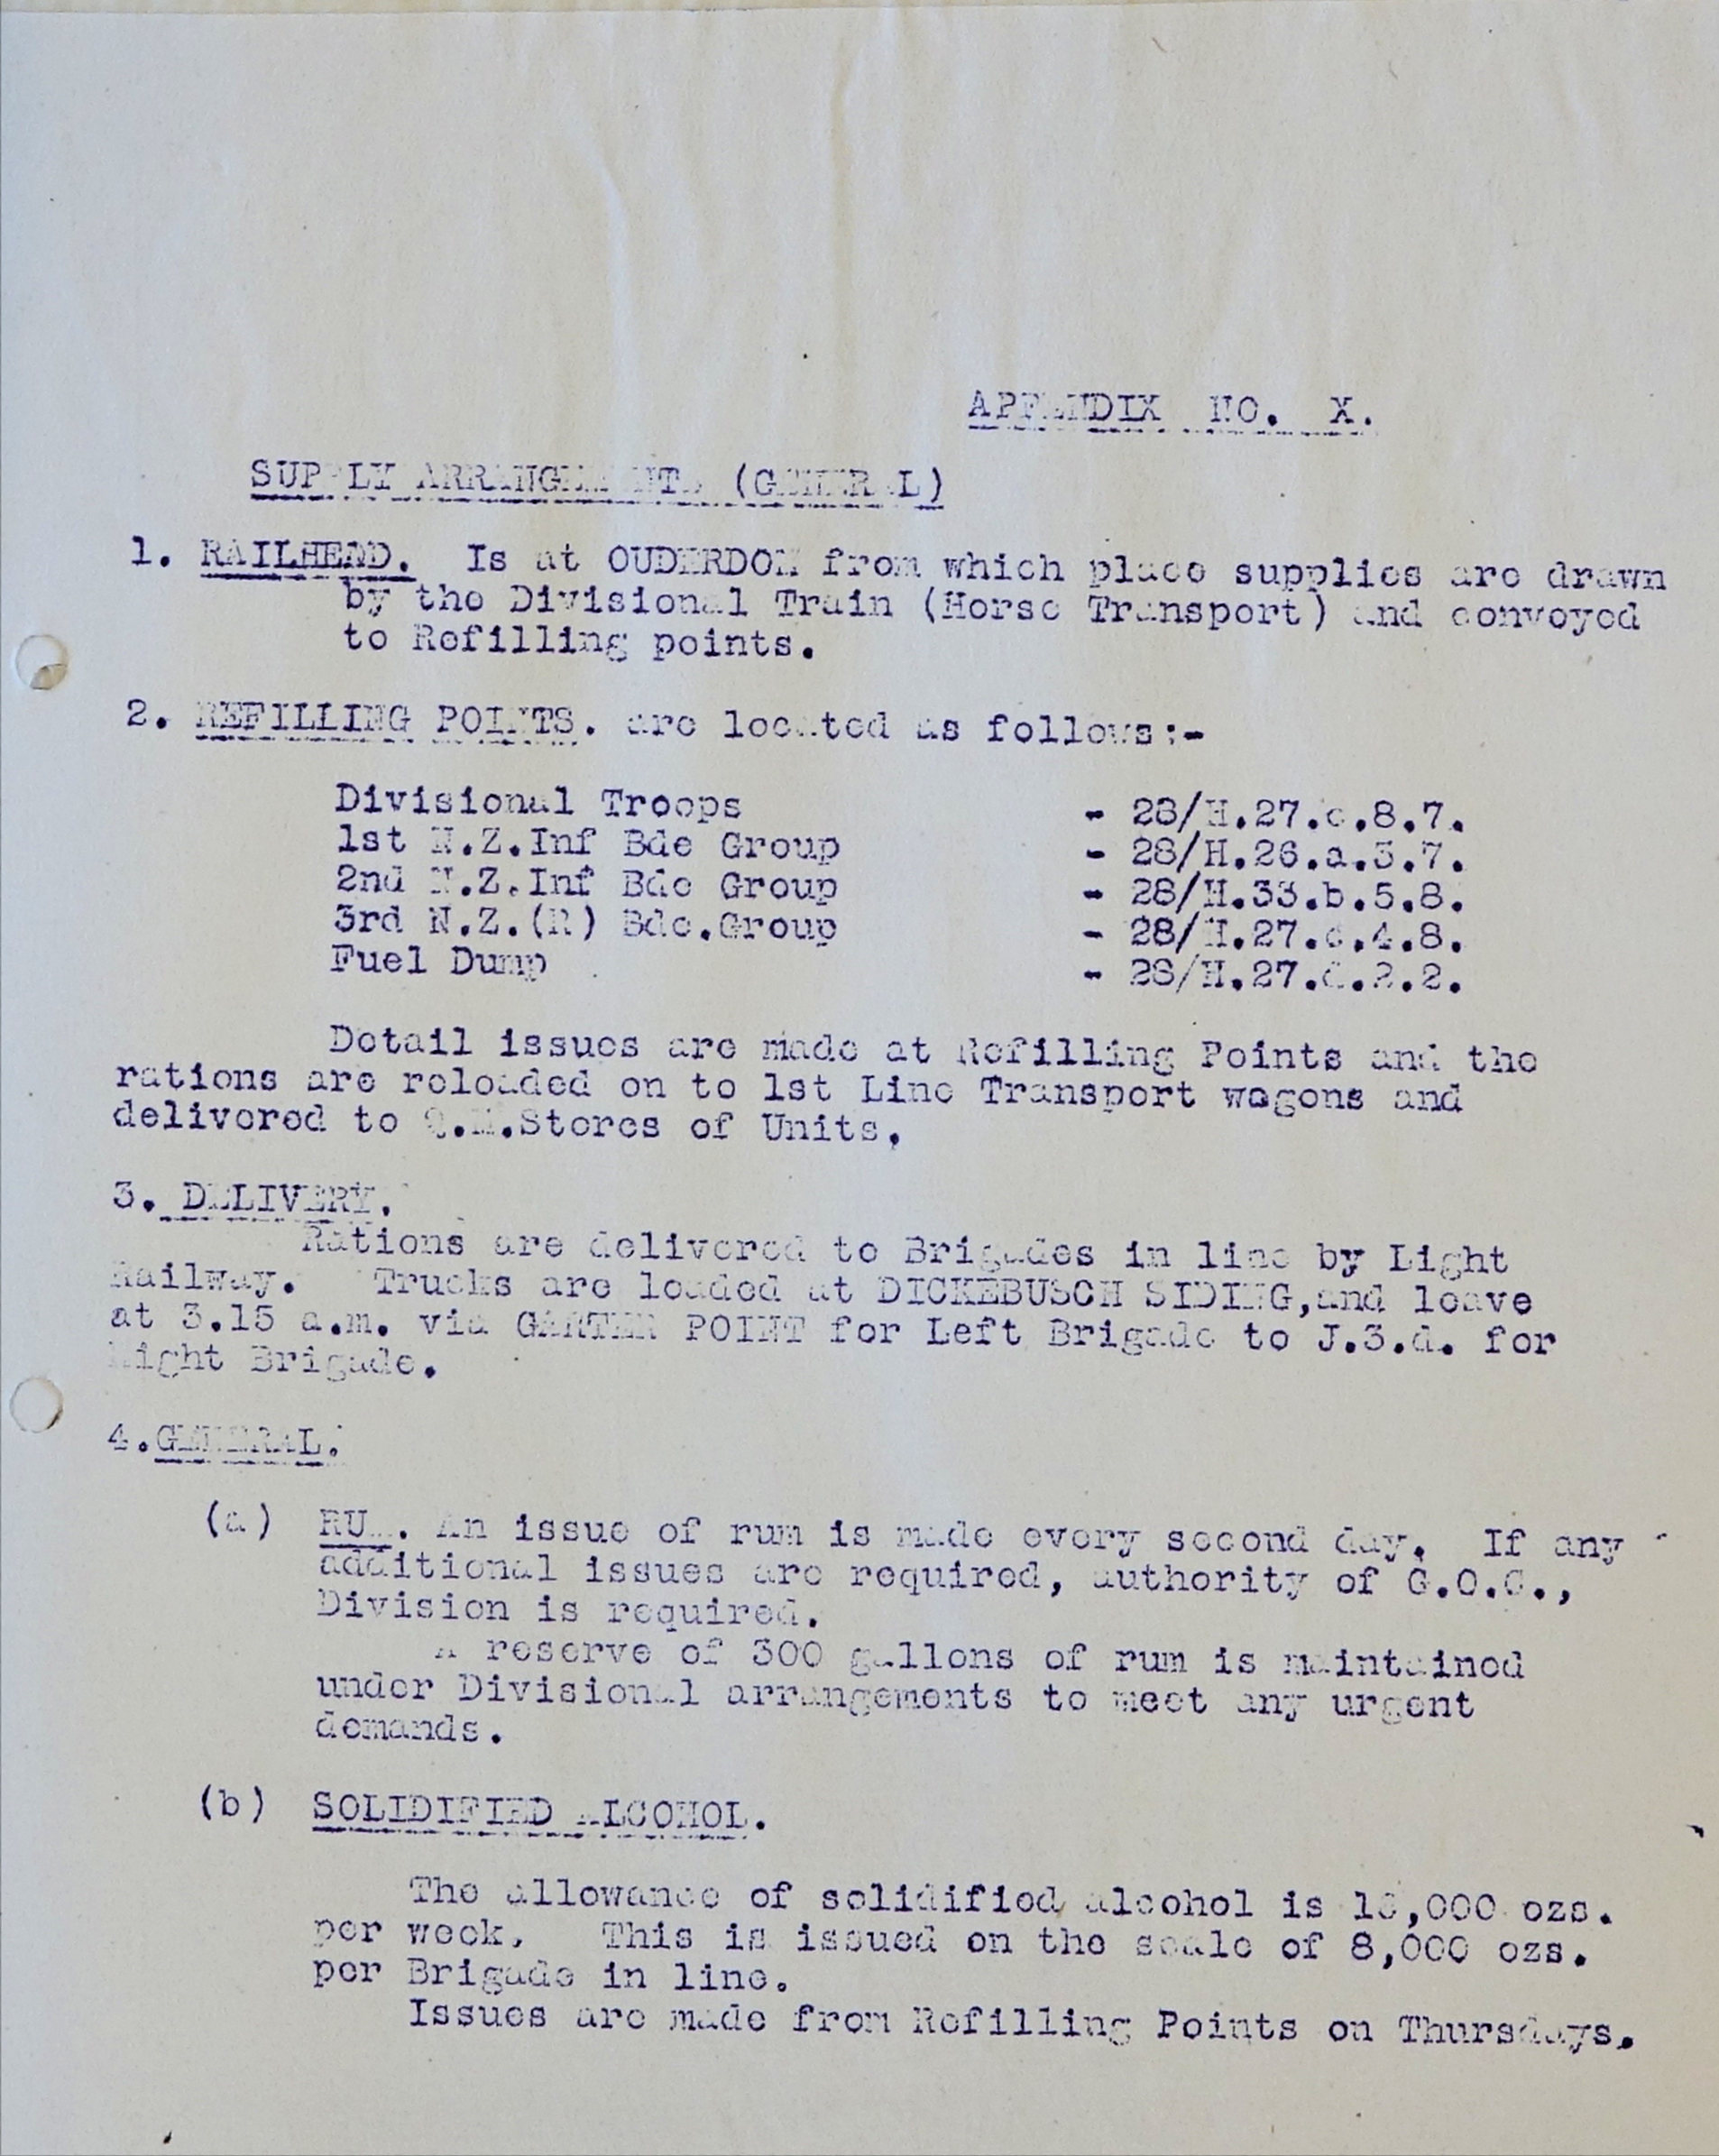 APPENDIX NO. X.
SUPPLY ARRANGEMENTS (GENERAL)
1. RAILHEAD. Is at OUDERDOM from which place supplies are drawn
by the Divisional Train (Horse Transport) and conveyed
to Refilling points.
2. REFILLING POINTS. are located as follows:-
Divisional Troops - 28/H.27.c.8.7.
1st N.Z.Inf Bde Group - 28/H.26.a.3.7.
2nd N.Z.Inf Bde Group - 28/H.33.b.5.8.
3rd N.Z.(R) Bde.Group
Fuel Dump
Detail issues are made at Refilling Points and the
rations are reloaded on to 1st Line Transport wagons and
delivered to Q.M.Stores of Units.
3. DELIVERY.
Rations are delivered to Brigades in line by Light
Railway. Trucks are loaded at DICKEBUSCH SIDING,and leave
at 3.15 a.m. via GARTER POINT for Left Brigade to J.3.d. for
Right Brigade.
4.GENERAL.
(a) RUM. An issue of rum is made every second day. If any
additional issues are required, authority of G.O.C.,
Division is required.
A reserve of 300 gallons of rum is maintained
under Divisional arrangements to meet any urgent
demands.
(b) SOLIDIFIED ALCOHOL.
The allowance of solidified alcohol is 16,000 ozs.
per week. This is issued on the scale of 8,000 ozs.
per Brigade in line.
Issues are made from Refilling Points on Thursdays.